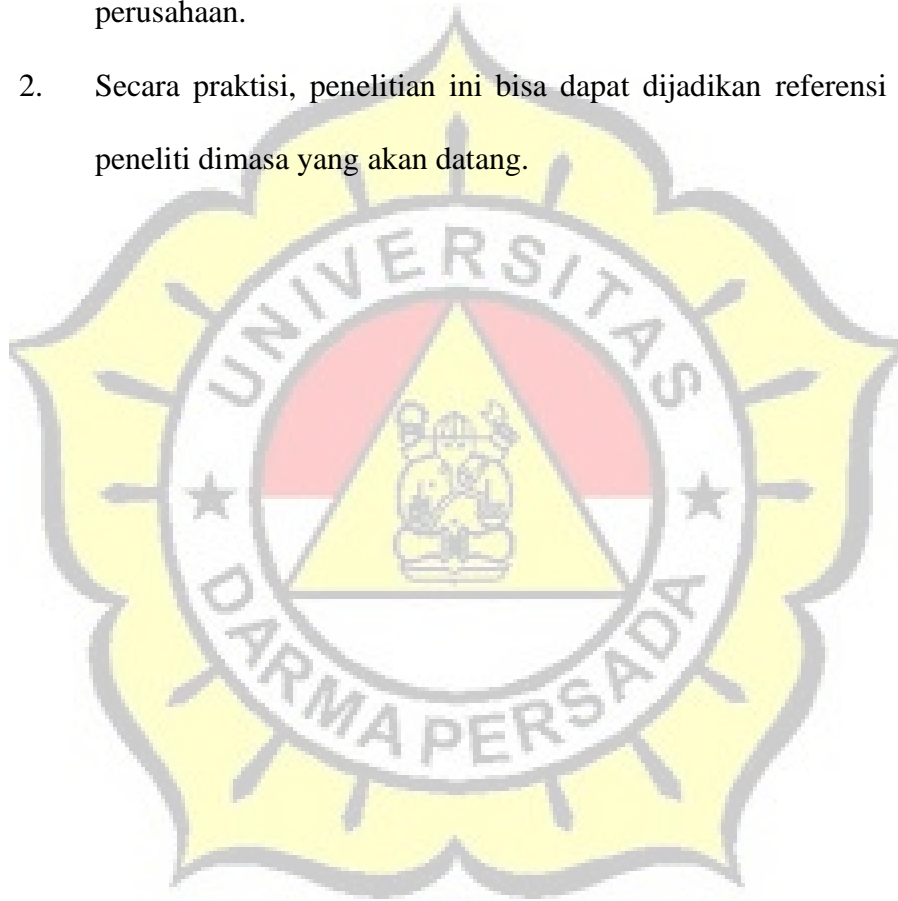 perusahaan.
2. Secara praktisi, penelitian ini bisa dapat dijadikan referensi
peneliti dimasa yang akan datang.
UNIVERSITAS
DARMA PERSADA